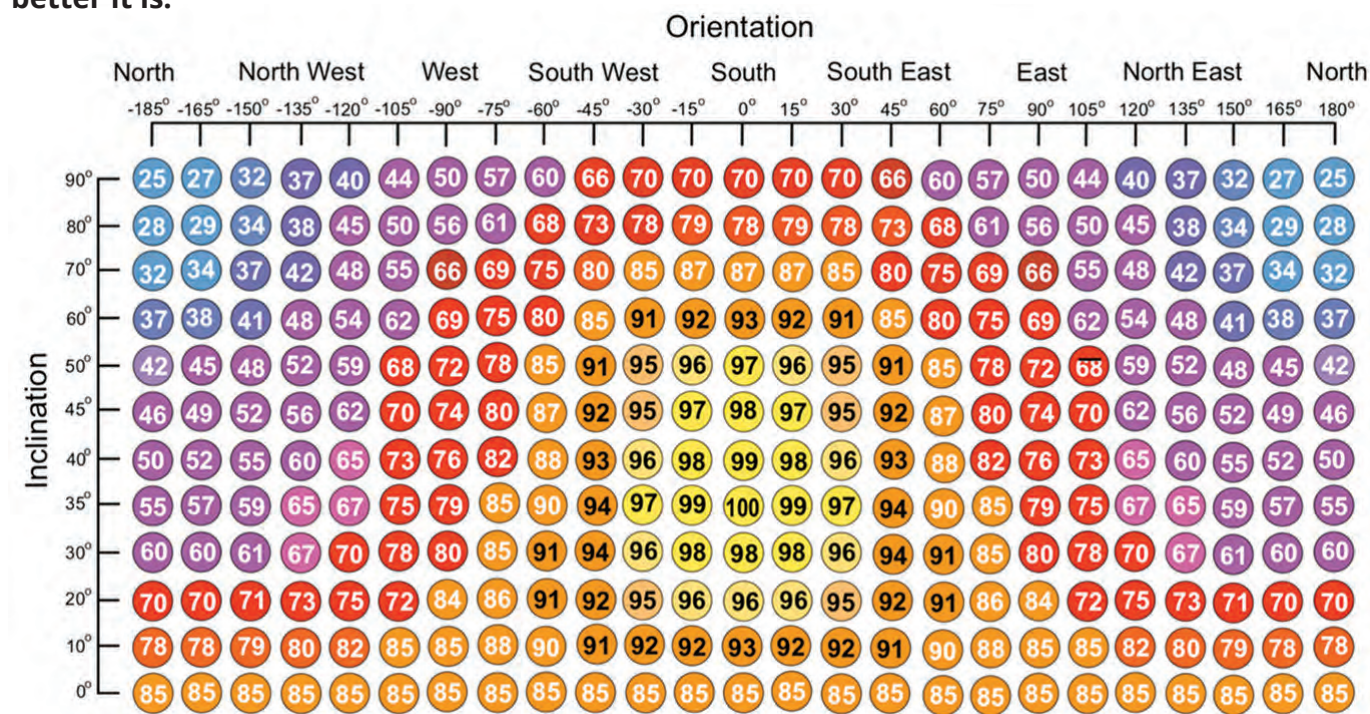 better it is.
Orientation
North North West West South West South South East East North East North
-185° -165° -150° -135° -120° -105° -90° -75° -60° -45° -30° -15° 0° 15° 30° 45° 60° 75° 90° 105° 120° 135° 150° 165° 180°
Inclination
90° 25 27 32 37 40 44 50 57 60 66 70 70 70 70 70 66 60 57 50 44 40 37 32 27 25
80° 28 29 34 38 45 50 56 61 68 73 78 79 78 79 78 73 68 61 56 50 45 38 34 29 28
70° 32 34 37 42 48 55 66 69 75 80 85 87 87 87 85 80 75 69 66 55 48 42 37 34 32
60° 37 38 41 48 54 62 69 75 80 85 91 92 93 92 91 85 80 75 69 62 54 48 41 38 37
50° 42 45 48 52 59 68 72 78 85 91 95 96 97 96 95 91 85 78 72 68 59 52 48 45 42
45° 46 49 52 56 62 70 74 80 87 92 95 97 98 97 95 92 87 80 74 70 62 56 52 49 46
40° 50 52 55 60 65 73 76 82 88 93 96 98 99 98 96 93 88 82 76 73 65 60 55 52 50
35° 55 57 59 65 67 75 79 85 90 94 97 99 100 99 97 94 90 85 79 75 67 65 59 57 55
30° 60 60 61 67 70 78 80 85 91 94 96 98 98 98 96 94 91 85 80 78 70 67 61 60 60
20° 70 70 71 73 75 72 84 86 91 92 95 96 96 96 95 92 91 86 84 72 75 73 71 70 70
10° 78 78 79 80 82 85 85 88 90 91 92 92 93 92 92 91 90 88 85 85 82 80 79 78 78
0° 85 85 85 85 85 85 85 85 85 85 85 85 85 85 85 85 85 85 85 85 85 85 85 85 85